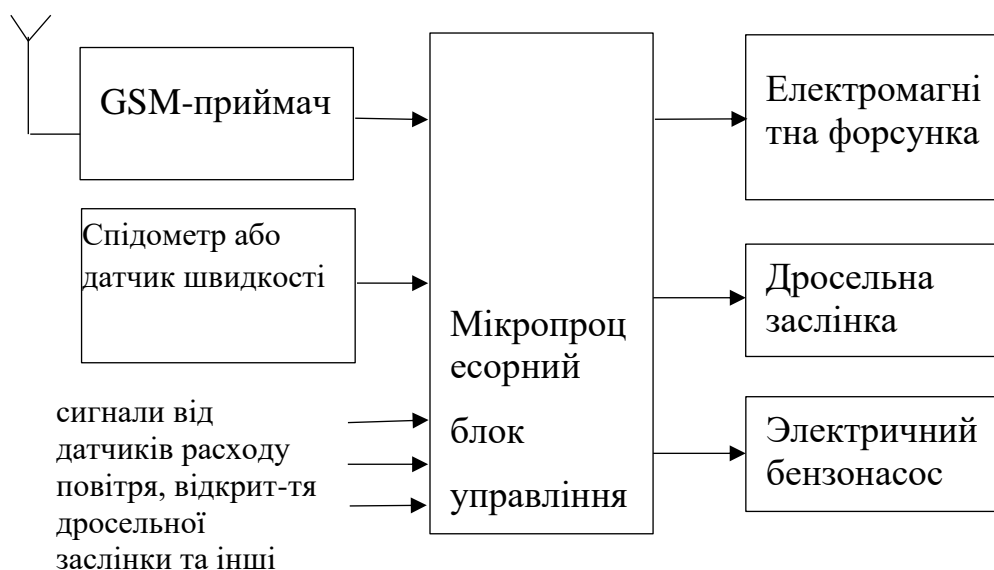 GSM-приймач
Спідометр або
датчик швидкості
сигнали від
датчиків расходу
повітря, відкрит-тя
дросельної
заслінки та інші
Мікропроц
есорний
блок
управління
Електромагні
тна форсунка
Дросельна
заслінка
Электричний
бензонасос